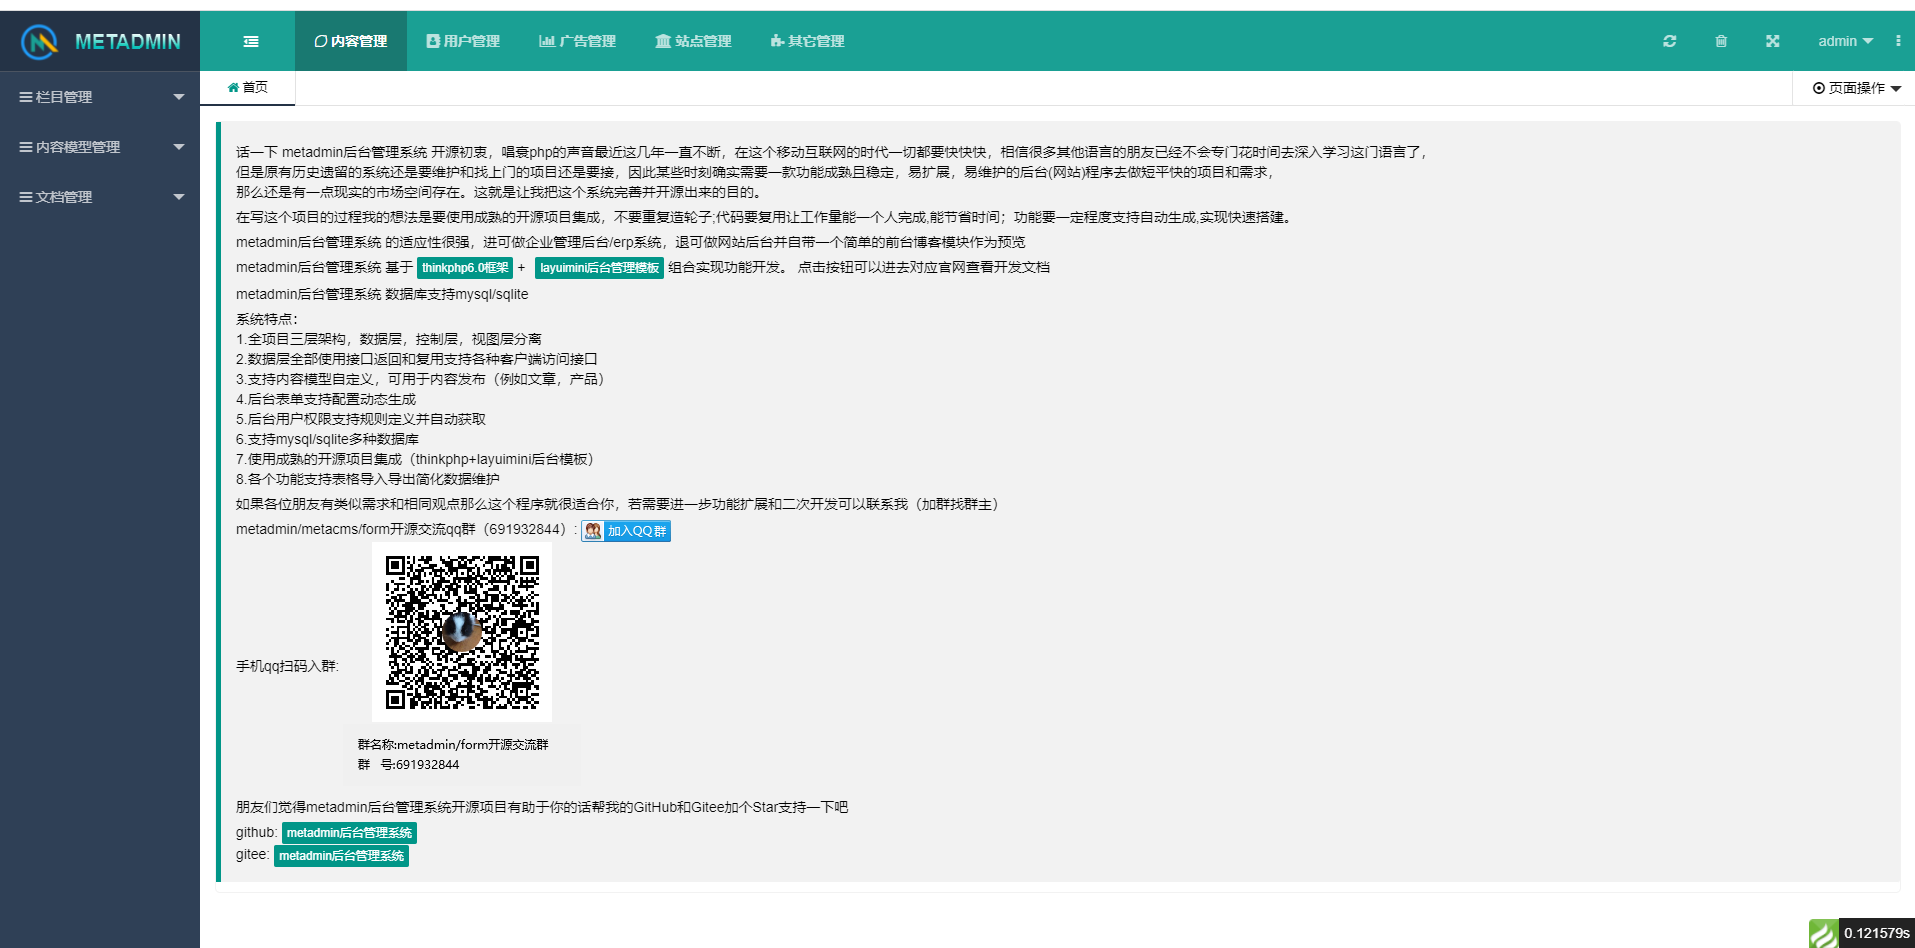 METADMIN
内容管理
用户管理
广告管理
站点管理
其它管理
admin
栏目管理
内容模型管理
文档管理
首页
页面操作
话一下 metadmin后台管理系统 开源初衷，唱衰php的声音最近这几年一直不断，在这个移动互联网的时代一切都要快快快，相信很多其他语言的朋友已经不会专门花时间去深入学习这门语言了，
但是原有历史遗留的系统还是要维护和找上门的项目还是要接，因此某些时刻确实需要一款功能成熟且稳定，易扩展，易维护的后台(网站)程序去做短平快的项目和需求，
那么还是有一点现实的市场空间存在。这就是让我把这个系统完善并开源出来的目的。
在写这个项目的过程我的想法是要使用成熟的开源项目集成，不要重复造轮子;代码要复用让工作量能一个人完成,能节省时间；功能要一定程度支持自动生成,实现快速搭建。
metadmin后台管理系统 的适应性很强，进可做企业管理后台/erp系统，退可做网站后台并自带一个简单的前台博客模块作为预览
metadmin后台管理系统 基于 thinkphp6.0框架 + layuimini后台管理模板 组合实现功能开发。 点击按钮可以进去对应官网查看开发文档
metadmin后台管理系统 数据库支持mysql/sqlite
系统特点：
1.全项目三层架构，数据层，控制层，视图层分离
2.数据层全部使用接口返回和复用支持各种客户端访问接口
3.支持内容模型自定义，可用于内容发布（例如文章，产品）
4.后台表单支持配置动态生成
5.后台用户权限支持规则定义并自动获取
6.支持mysql/sqlite多种数据库
7.使用成熟的开源项目集成（thinkphp+layuimini后台模板）
8.各个功能支持表格导入导出简化数据维护
如果各位朋友有类似需求和相同观点那么这个程序就很适合你，若需要进一步功能扩展和二次开发可以联系我（加群找群主）
metadmin/metacms/form开源交流qq群（691932844）: 加入QQ群
手机qq扫码入群:
群名称:metadmin/form开源交流群
群 号:691932844
朋友们觉得metadmin后台管理系统开源项目有助于你的话帮我的GitHub和Gitee加个Star支持一下吧
github: metadmin后台管理系统
gitee: metadmin后台管理系统
0.121579s